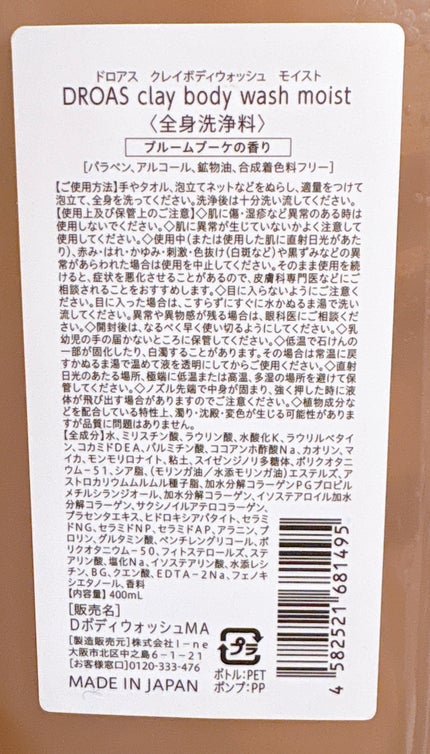 ドロアス クレイボディウォッシュ モイスト
DROAS clay body wash moist
〈全身洗浄料〉
ブルームブーケの香り
[パラベン、アルコール、鉱物油、合成着色料フリー]
【ご使用方法】手やタオル、泡立てネットなどをぬらし、適量をつけて
泡立て、全身を洗ってください。洗浄後は十分洗い流してください。
【使用上及び保管上のご注意】◇肌に傷・湿疹など異常のある時は
使用しないでください。◇肌に異常が生じていないかよく注意して
使用してください。◇使用中(または使用した肌に直射日光があた
り)、赤み・はれ・かゆみ・刺激・色抜け(白斑など)や黒ずみなどの異
常があらわれた場合は使用を中止してください。そのまま使用を続
けると、症状を悪化させることがあるので、皮膚科専門医などにご
相談されることをおすすめします。◇目に入らないようにご注意く
ださい。目に入った場合は、こすらずにすぐに水かぬるま湯で洗い
流してください。異常や異物感が残る場合は、眼科医にご相談くだ
さい。◇開封後は、なるべく早く使い切るようにしてください。◇乳
幼児の手の届かないところに保管してください。◇低温で石けんの
一部が固化したり、白濁することがあります。その場合は常温に戻
すかぬるま湯で温めて液を透明にしてからご使用ください。◇直射
日光のあたる場所、極端に低温または高温、多湿の場所を避けて保
管してください。◇ノズル先端で中身が固まり、強く押した時に液
体が飛び出す場合がありますのでご注意ください。◇植物成分な
どを配合している特性上、濁り・沈殿・変色が生じる可能性がありま
すが品質に問題はありません。
【全成分】水、ミリスチン酸、ラウリン酸、水酸化K、ラウリルベタイ
ン、コカミドDEA、パルミチン酸、ココアンホ酢酸Na、カオリン、マ
イカ、モンモリロナイト、粘土、スイゼンジノリ多糖体、ポリクオタニ
ウム-51、シア脂、(モリンガ油/水添モリンガ油)エステルズ、ア
ストロカリウムムルムル種子脂、加水分解コラーゲンPGプロピル
メチルシランジオール、加水分解コラーゲン、イソステアロイル加水
分解コラーゲン、サクシノイルアテロコラーゲン、
プラセンタエキス、ヒドロキシアパタイト、セラミ
ドNG、セラミドNP、セラミドAP、アラニン、プ
ロリン、グルタミン酸、ペンチレングリコール、ポ
リクオタニウム-50、フィトステロールズ、ステ
アリン酸、塩化Na、イソステアリン酸、水添レシ
チン、BG、クエン酸、EDTA-2Na、フェノキ
シエタノール、香料
【内容量】400mL
[販売名]
DボディウォッシュMA
[製造販売元]株式会社I-ne
大阪市北区中之島6-1-21
[お客様窓口]0120-333-476
MADE IN JAPAN
プラ
ボトル:PET
ポンプ:PP
4 582521 681495